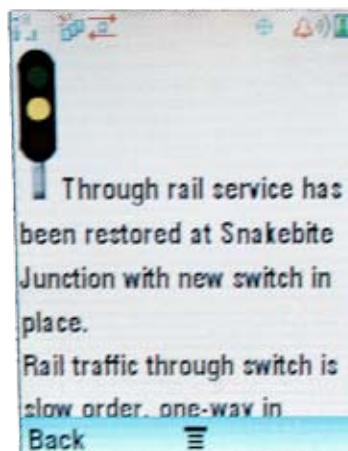 Through rail service has
been restored at Snakebite
Junction with new switch in
place.
Rail traffic through switch is
slow order, one-way in
Back